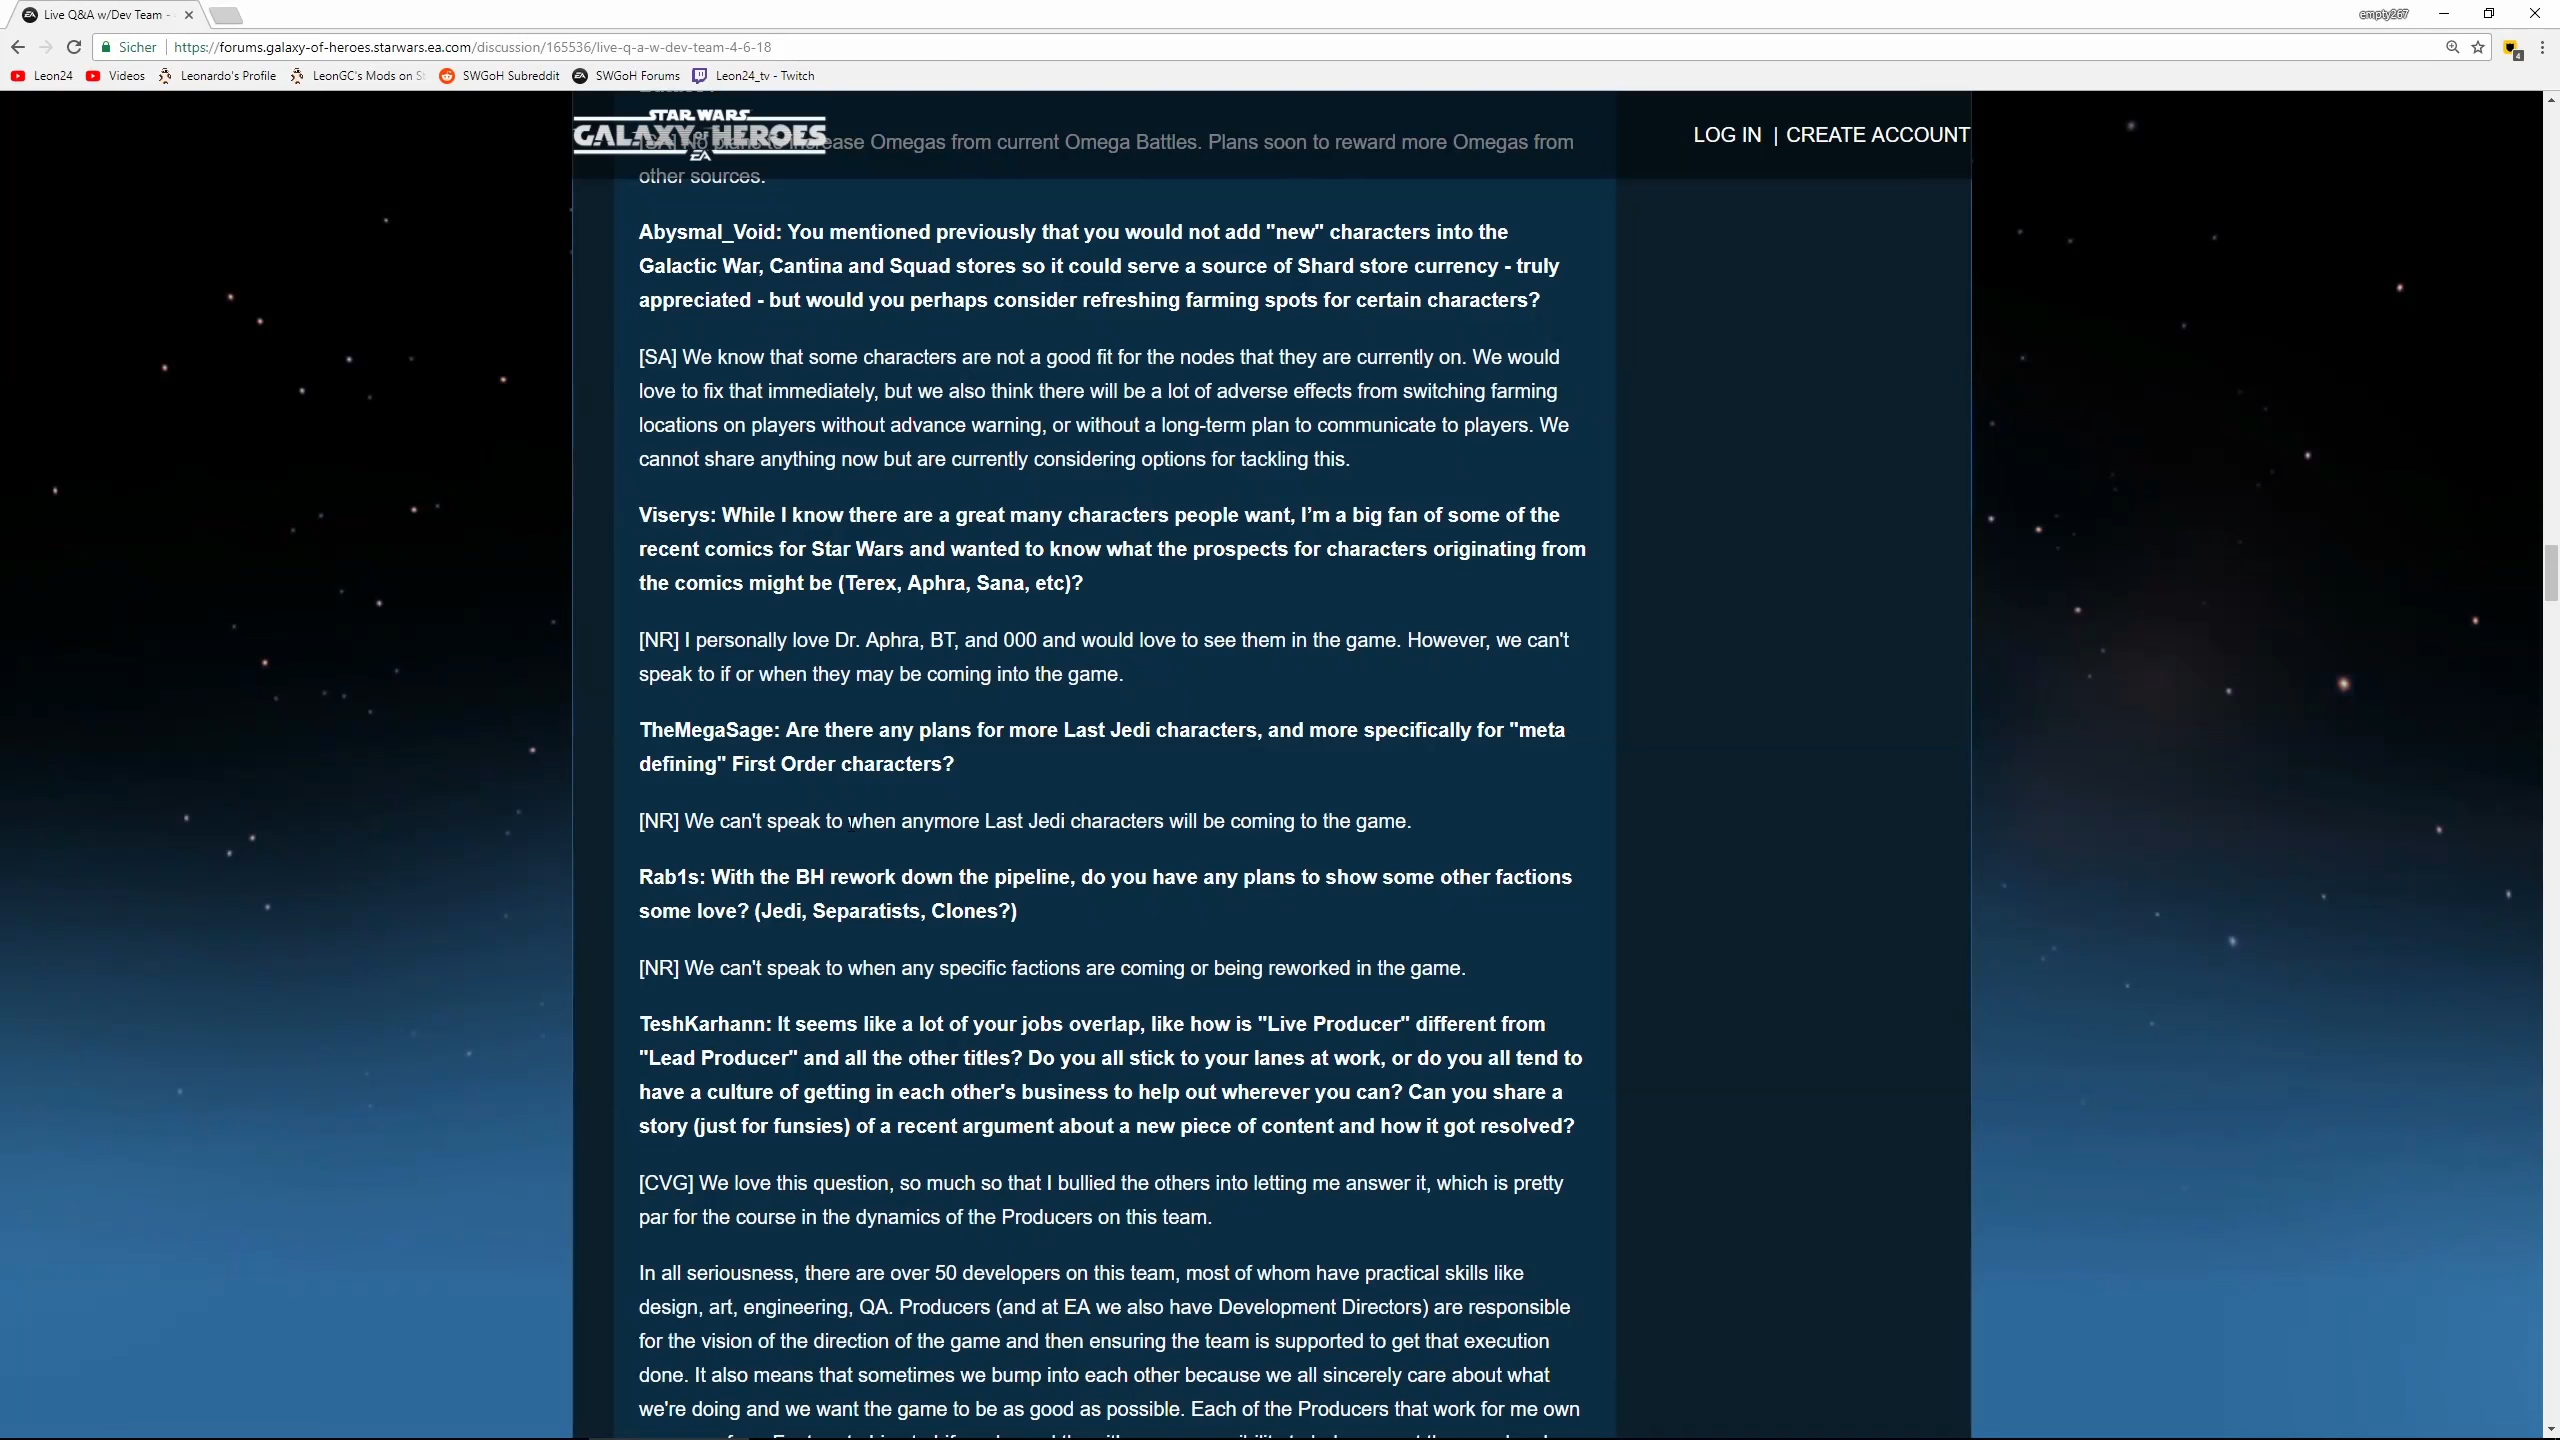 Live Q&A w/Dev Team -
empty267
Sicher
https://forums.galaxy-of-heroes.starwars.ea.com/discussion/165536/live-q-a-w-dev-team-4-6-18
4
Leon24
Videos
Leonardo's Profile
LeonGC's Mods on S
SWGoH Subreddit
SWGoH Forums
Leon24_tv - Twitch
STAR WARS
GALAXY OF HEROES
EA
LOG IN | CREATE ACCOUNT
[SA] No plans to increase Omegas from current Omega Battles. Plans soon to reward more Omegas from
other sources.
Abysmal_Void: You mentioned previously that you would not add "new" characters into the
Galactic War, Cantina and Squad stores so it could serve a source of Shard store currency - truly
appreciated - but would you perhaps consider refreshing farming spots for certain characters?
[SA] We know that some characters are not a good fit for the nodes that they are currently on. We would
love to fix that immediately, but we also think there will be a lot of adverse effects from switching farming
locations on players without advance warning, or without a long-term plan to communicate to players. We
cannot share anything now but are currently considering options for tackling this.
Viserys: While I know there are a great many characters people want, I’m a big fan of some of the
recent comics for Star Wars and wanted to know what the prospects for characters originating from
the comics might be (Terex, Aphra, Sana, etc)?
[NR] I personally love Dr. Aphra, BT, and 000 and would love to see them in the game. However, we can't
speak to if or when they may be coming into the game.
TheMegaSage: Are there any plans for more Last Jedi characters, and more specifically for "meta
defining" First Order characters?
[NR] We can't speak to when anymore Last Jedi characters will be coming to the game.
Rab1s: With the BH rework down the pipeline, do you have any plans to show some other factions
some love? (Jedi, Separatists, Clones?)
[NR] We can't speak to when any specific factions are coming or being reworked in the game.
TeshKarhann: It seems like a lot of your jobs overlap, like how is "Live Producer" different from
"Lead Producer" and all the other titles? Do you all stick to your lanes at work, or do you all tend to
have a culture of getting in each other's business to help out wherever you can? Can you share a
story (just for funsies) of a recent argument about a new piece of content and how it got resolved?
[CVG] We love this question, so much so that I bullied the others into letting me answer it, which is pretty
par for the course in the dynamics of the Producers on this team.
In all seriousness, there are over 50 developers on this team, most of whom have practical skills like
design, art, engineering, QA. Producers (and at EA we also have Development Directors) are responsible
for the vision of the direction of the game and then ensuring the team is supported to get that execution
done. It also means that sometimes we bump into each other because we all sincerely care about what
we're doing and we want the game to be as good as possible. Each of the Producers that work for me own